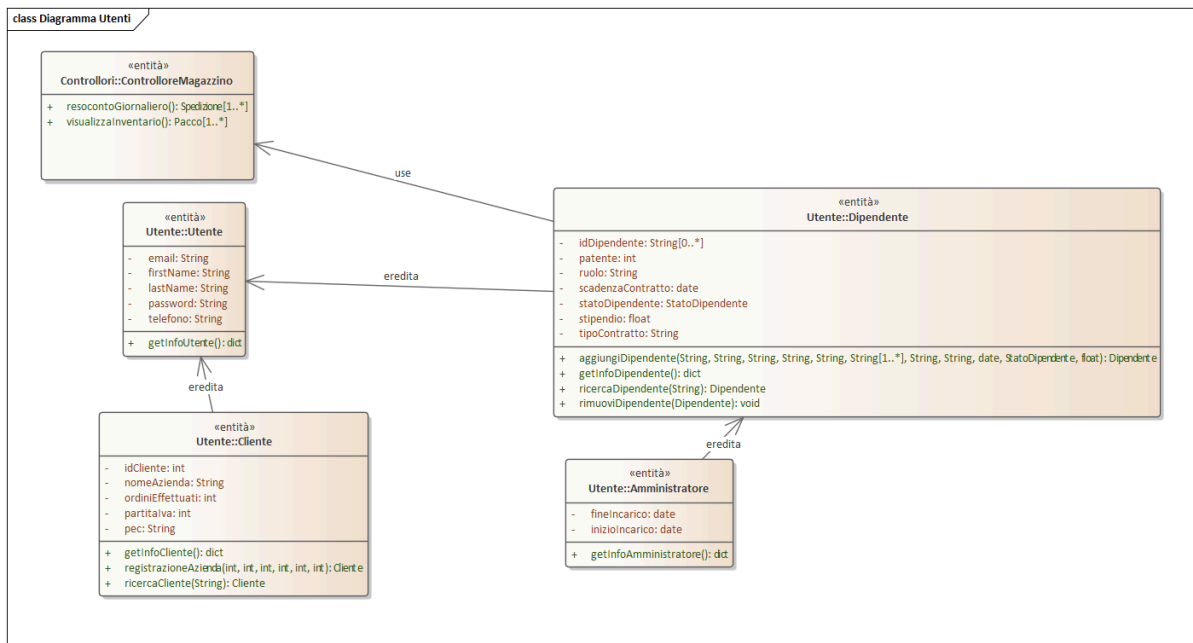 class Diagramma Utenti
«entità»
Controllori::ControlloreMagazzino
+ resocontoGiornaliero(): Spedizione[1..*]
+ visualizzaInventario(): Pacco[1..*]
use
«entità»
Utente::Utente
- email: String
- firstName: String
- lastName: String
- password: String
- telefono: String
+ getInfoUtente(): dict
eredita
«entità»
Utente::Dipendente
- idDipendente: String[0..*]
- patente: int
- ruolo: String
- scadenzaContratto: date
- statoDipendente: StatoDipendente
- stipendio: float
- tipoContratto: String
+ aggiungiDipendente(String, String, String, String, String, String[1..*], String, String, date, StatoDipendente, float): Dipendente
+ getInfoDipendente(): dict
+ ricercaDipendente(String): Dipendente
+ rimuoviDipendente(Dipendente): void
eredita
«entità»
Utente::Cliente
- idCliente: int
- nomeAzienda: String
- ordiniEffettuati: int
- partitaIva: int
- pec: String
+ getInfoCliente(): dict
+ registrazioneAzienda(int, int, int, int, int, int): Cliente
+ ricercaCliente(String): Cliente
eredita
«entità»
Utente::Amministratore
- fineIncarico: date
- inizioIncarico: date
+ getInfoAmministratore(): dict